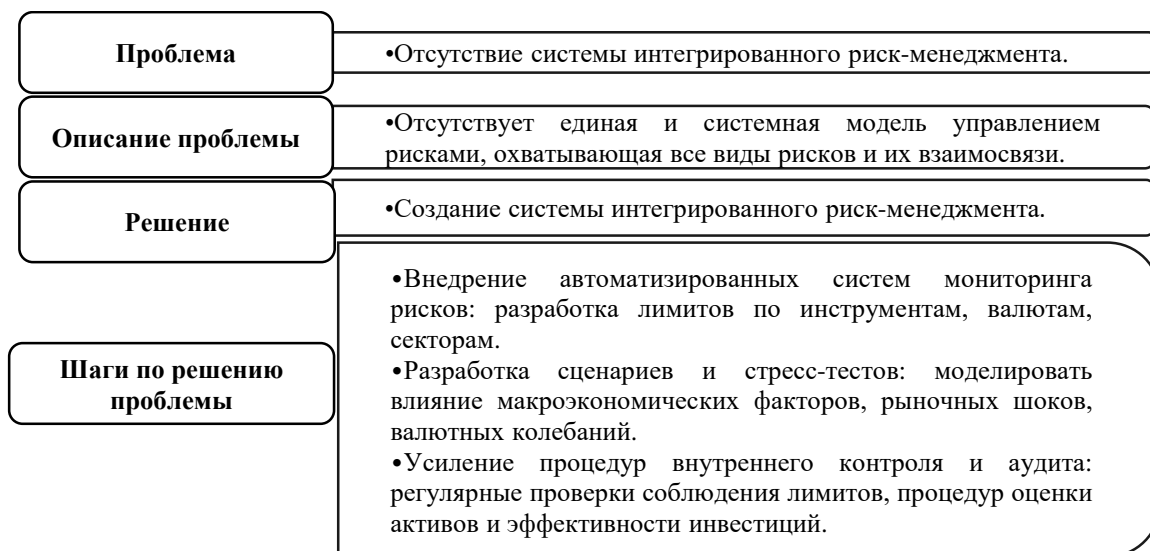 Проблема
•Отсутствие системы интегрированного риск-менеджмента.
Описание проблемы
•Отсутствует единая и системная модель управлением
рисками, охватывающая все виды рисков и их взаимосвязи.
Решение
•Создание системы интегрированного риск-менеджмента.
Шаги по решению
проблемы
•Внедрение автоматизированных систем мониторинга
рисков: разработка лимитов по инструментам, валютам,
секторам.
•Разработка сценариев и стресс-тестов: моделировать
влияние макроэкономических факторов, рыночных шоков,
валютных колебаний.
•Усиление процедур внутреннего контроля и аудита:
регулярные проверки соблюдения лимитов, процедур оценки
активов и эффективности инвестиций.